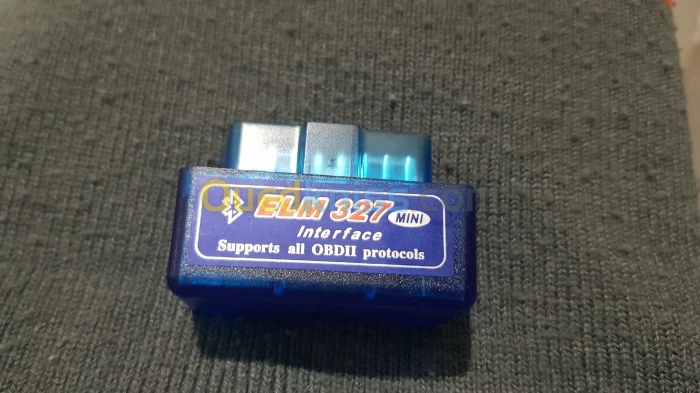 ELM 327 MINI
Interface
Supports all OBDII protocols